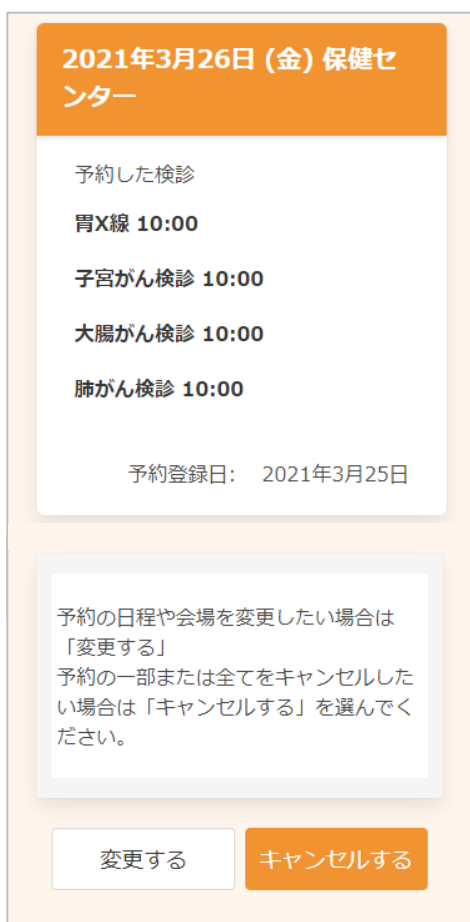 2021年3月26日 (金) 保健セ
ンター
予約した検診
胃X線 10:00
子宮がん検診 10:00
大腸がん検診 10:00
肺がん検診 10:00
予約登録日: 2021年3月25日
予約の日程や会場を変更したい場合は
「変更する」
予約の一部または全てをキャンセルした
い場合は「キャンセルする」を選んでく
ださい。
変更する
キャンセルする